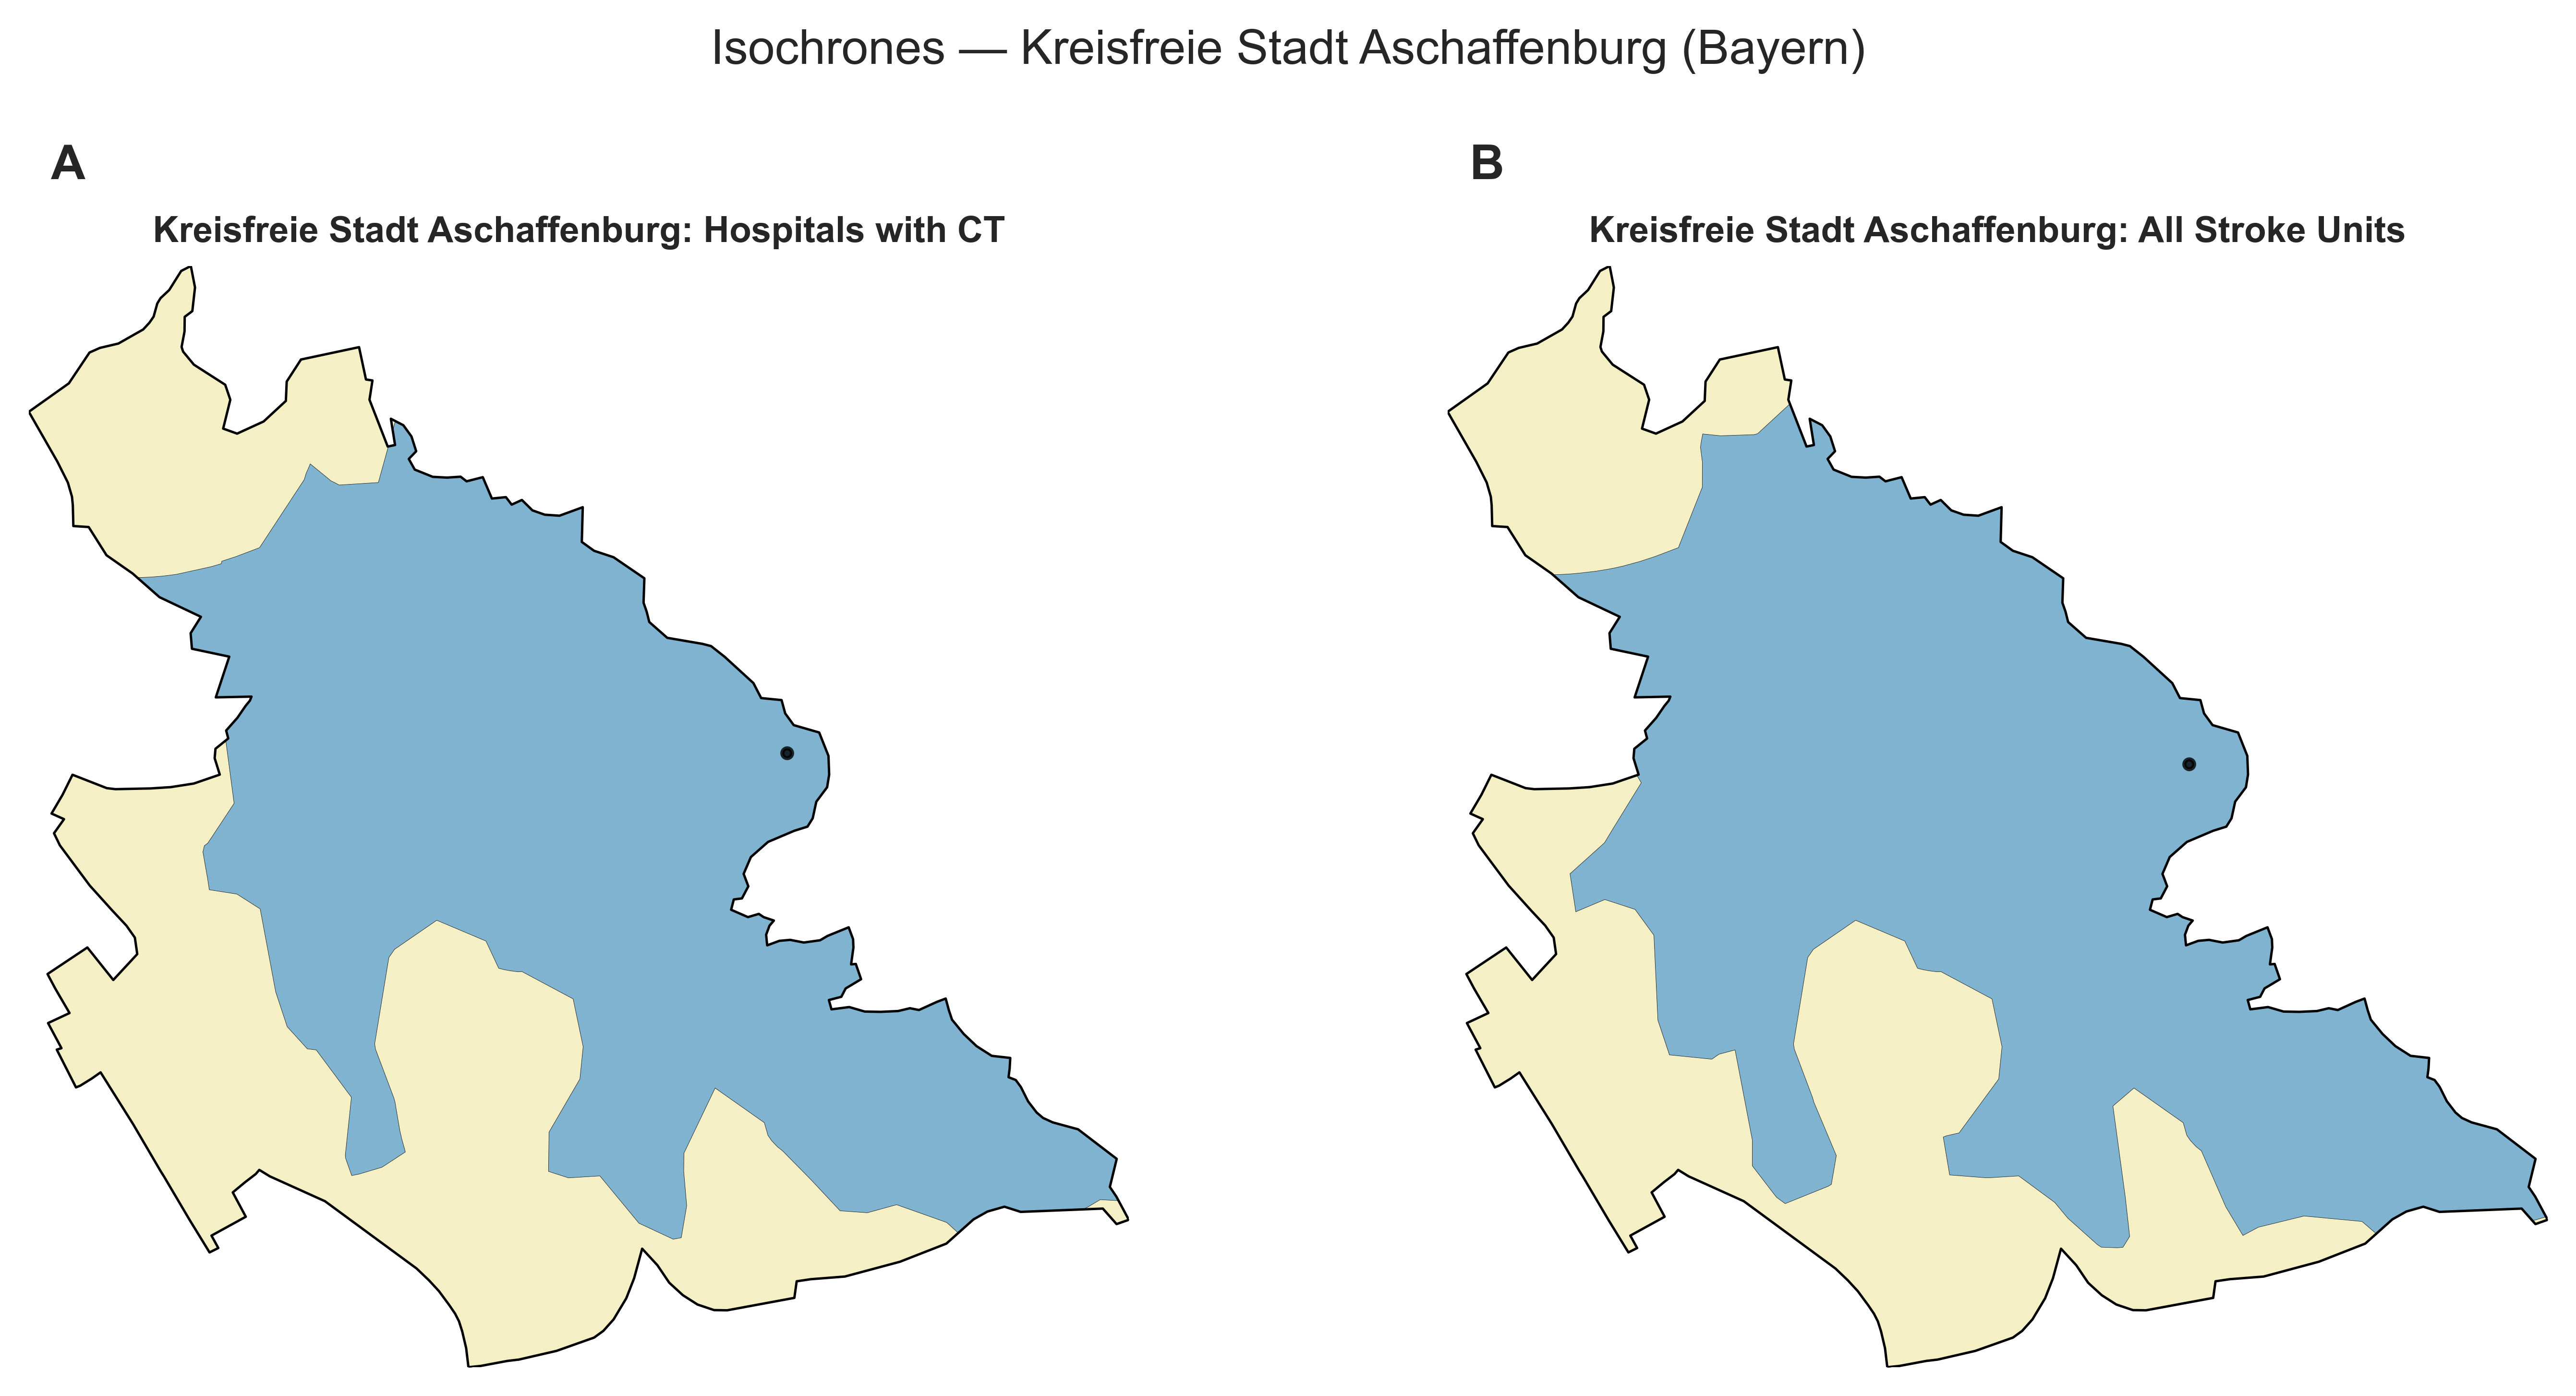 Isochrones — Kreisfreie Stadt Aschaffenburg (Bayern)
A
Kreisfreie Stadt Aschaffenburg: Hospitals with CT
B
Kreisfreie Stadt Aschaffenburg: All Stroke Units